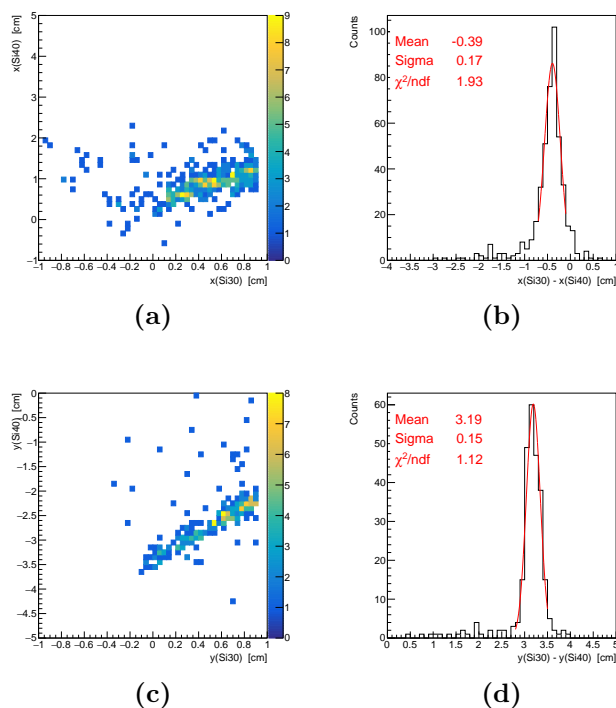 x(Si40) [cm]
5
4
3
2
1
0
−1
−1 −0.8 −0.6 −0.4 −0.2 0 0.2 0.4 0.6 0.8 1
x(Si30) [cm]
9
8
7
6
5
4
3
2
1
0
(a)
Counts
100
80
60
40
20
0
Mean -0.39
Sigma 0.17
χ²/ndf 1.93
−4 −3.5 −3 −2.5 −2 −1.5 −1 −0.5 0 0.5 1
x(Si30) - x(Si40) [cm]
(b)
y(Si40) [cm]
0
−0.5
−1
−1.5
−2
−2.5
−3
−3.5
−4
−4.5
−5
−1 −0.8 −0.6 −0.4 −0.2 0 0.2 0.4 0.6 0.8 1
y(Si30) [cm]
8
7
6
5
4
3
2
1
0
(c)
Counts
60
50
40
30
20
10
0
Mean 3.19
Sigma 0.15
χ²/ndf 1.12
0 0.5 1 1.5 2 2.5 3 3.5 4 4.5 5
y(Si30) - y(Si40) [cm]
(d)